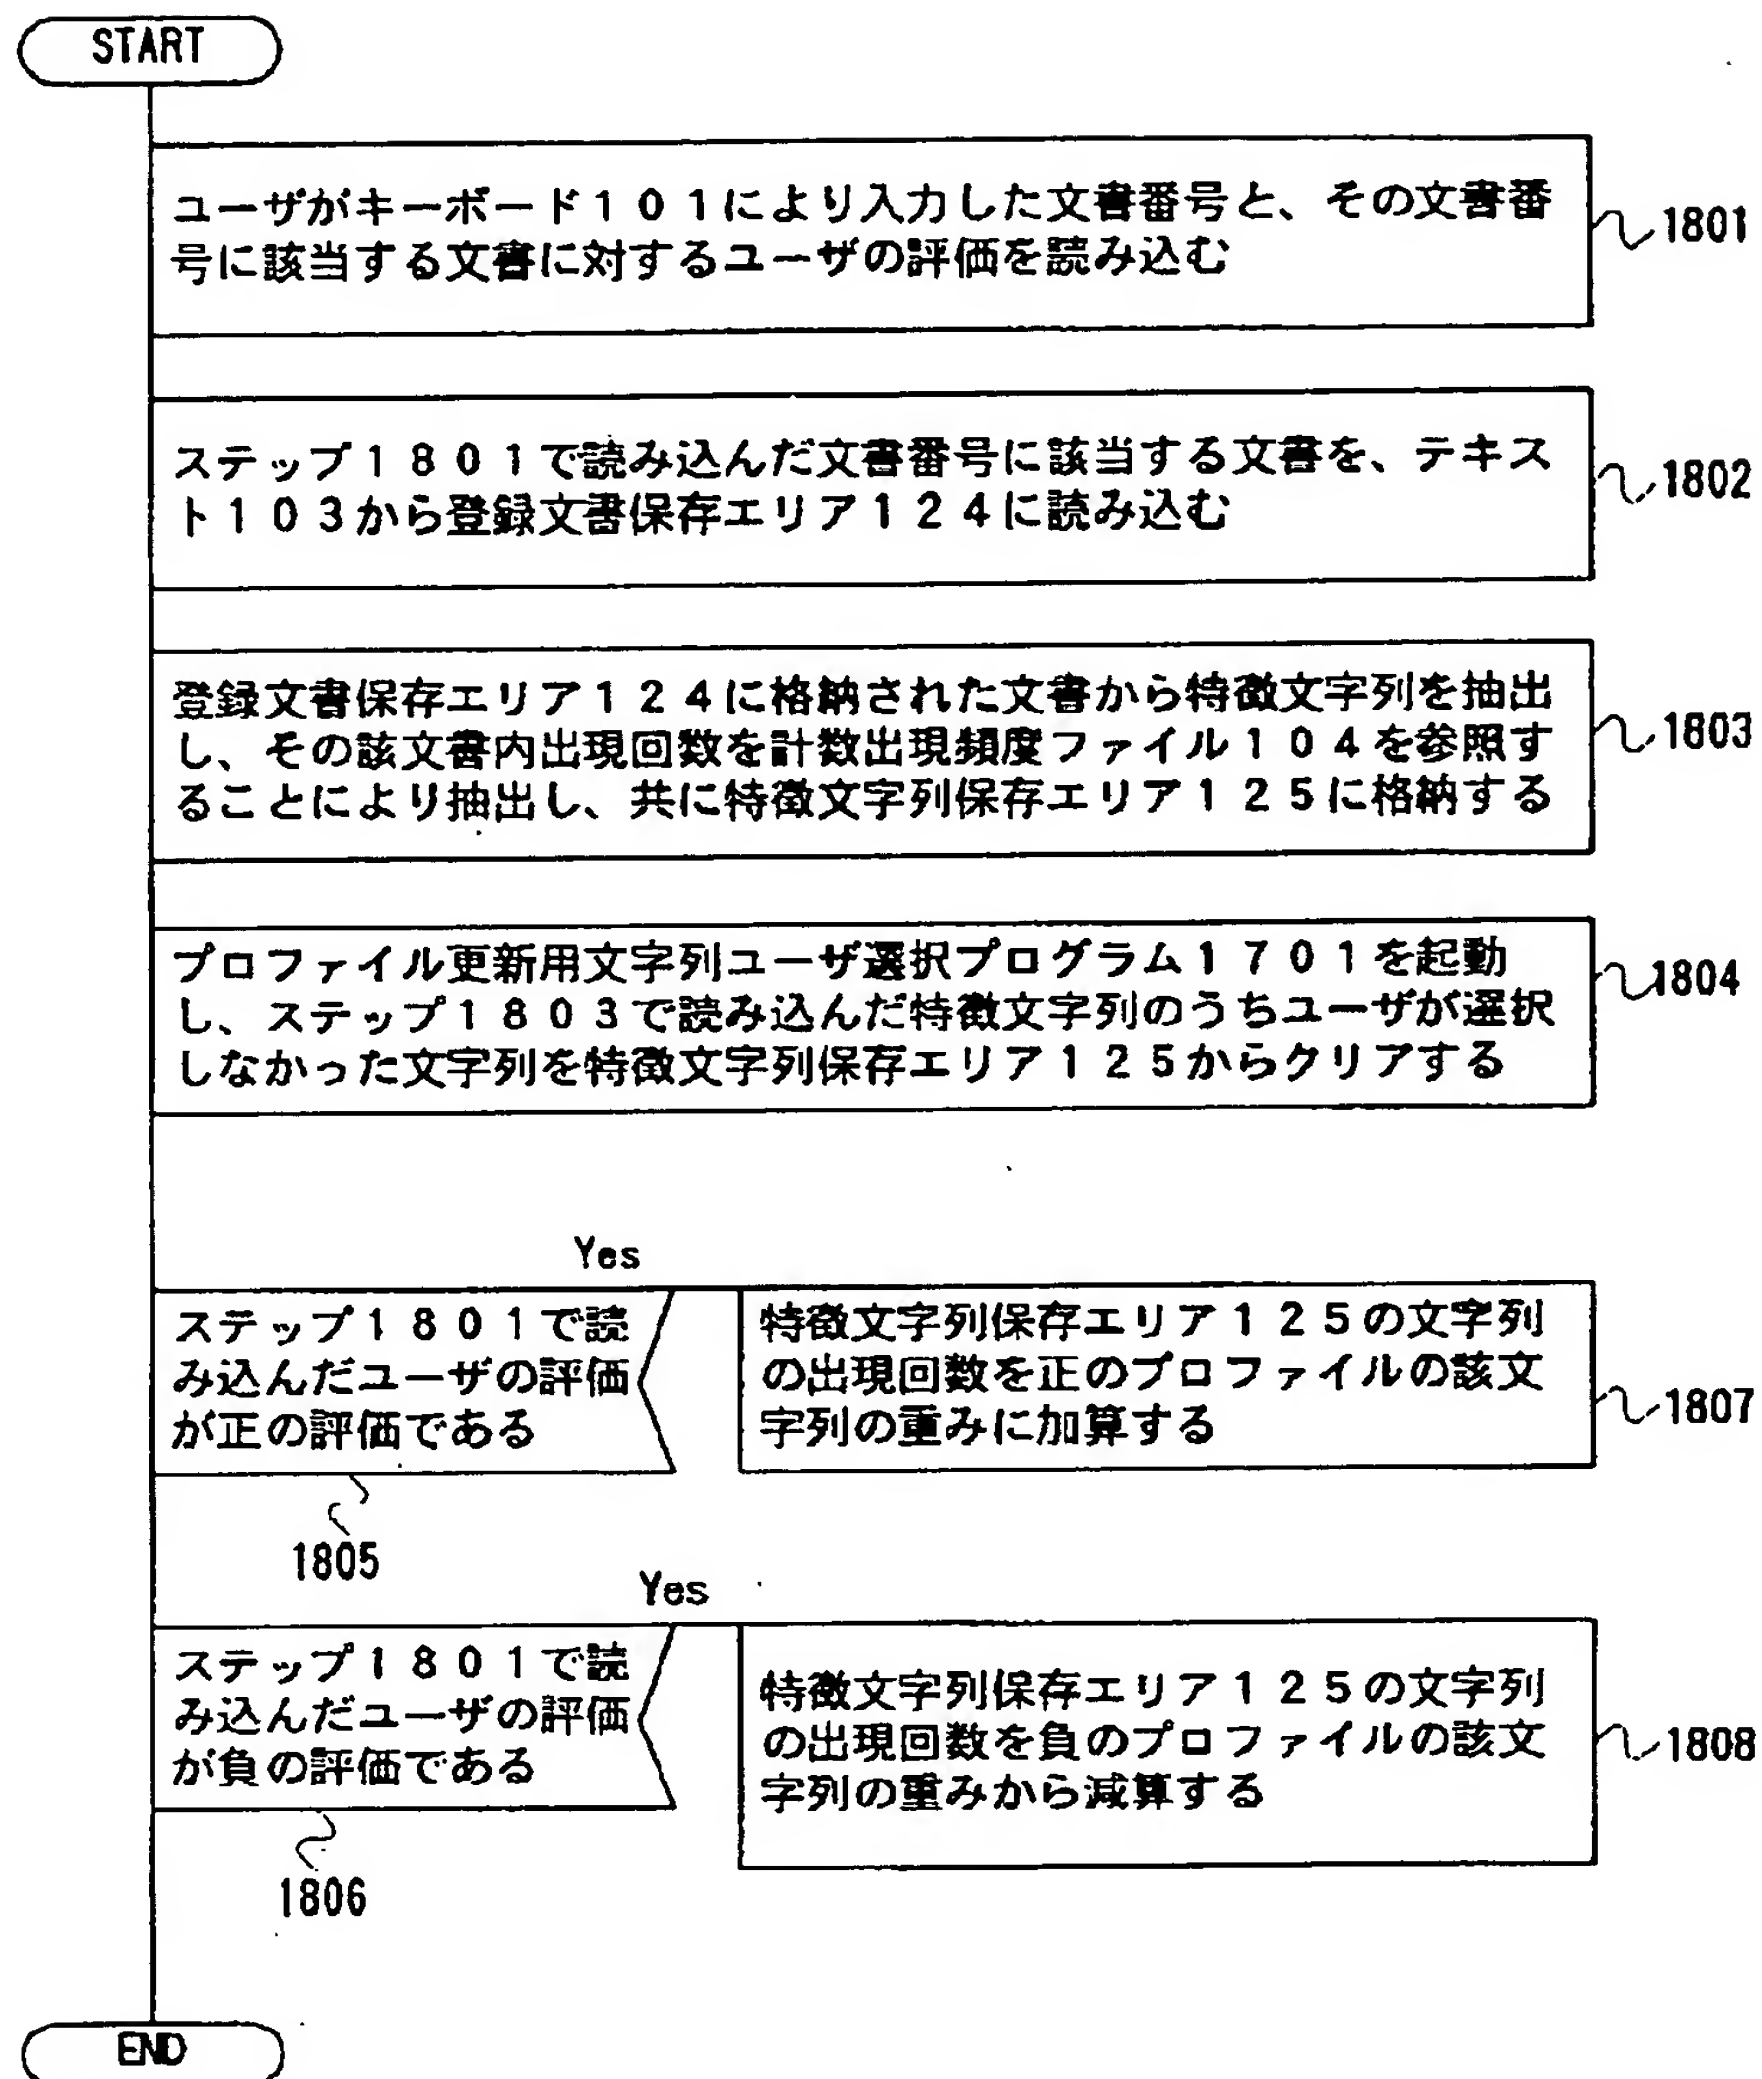 START
ユーザがキーボード１０１により入力した文書番号と、その文書番
号に該当する文書に対するユーザの評価を読み込む
1801
ステップ１８０１で読み込んだ文書番号に該当する文書を、テキス
ト１０３から登録文書保存エリア１２４に読み込む
1802
登録文書保存エリア１２４に格納された文書から特徴文字列を抽出
し、その該文書内出現回数を計数出現頻度ファイル１０４を参照す
ることにより抽出し、共に特徴文字列保存エリア１２５に格納する
1803
プロファイル更新用文字列ユーザ選択プログラム１７０１を起動
し、ステップ１８０３で読み込んだ特徴文字列のうちユーザが選択
しなかった文字列を特徴文字列保存エリア１２５からクリアする
1804
Yes
ステップ１８０１で読
み込んだユーザの評価
が正の評価である
1805
特徴文字列保存エリア１２５の文字列
の出現回数を正のプロファイルの該文
字列の重みに加算する
1807
Yes
ステップ１８０１で読
み込んだユーザの評価
が負の評価である
1806
特徴文字列保存エリア１２５の文字列
の出現回数を負のプロファイルの該文
字列の重みから減算する
1808
END